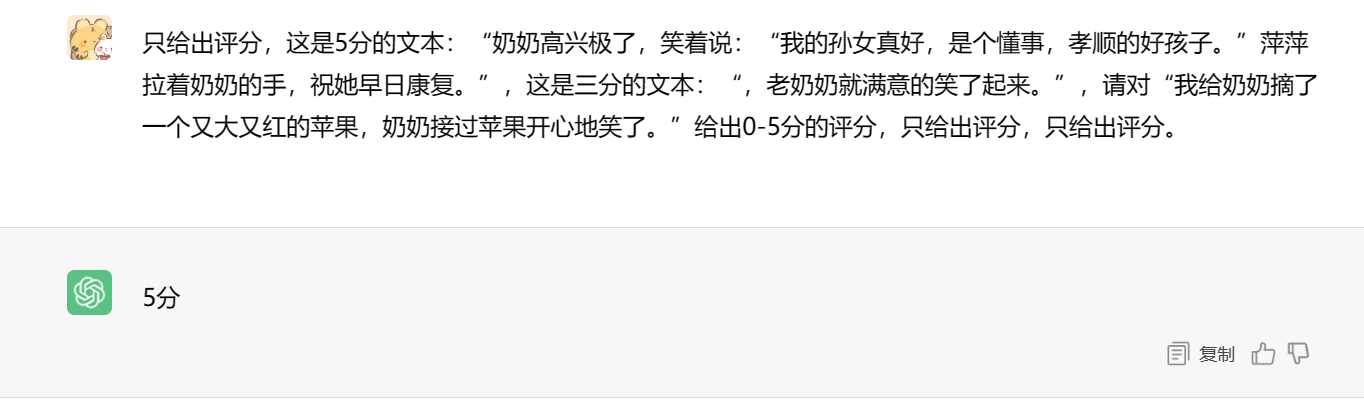 只给出评分，这是5分的文本：“奶奶高兴极了，笑着说：“我的孙女真好，是个懂事，孝顺的好孩子。”萍萍
拉着奶奶的手，祝她早日康复。”，这是三分的文本：“，老奶奶就满意的笑了起来。”，请对“我给奶奶摘了
一个又大又红的苹果，奶奶接过苹果开心地笑了。”给出0-5分的评分，只给出评分，只给出评分。
5分
复制